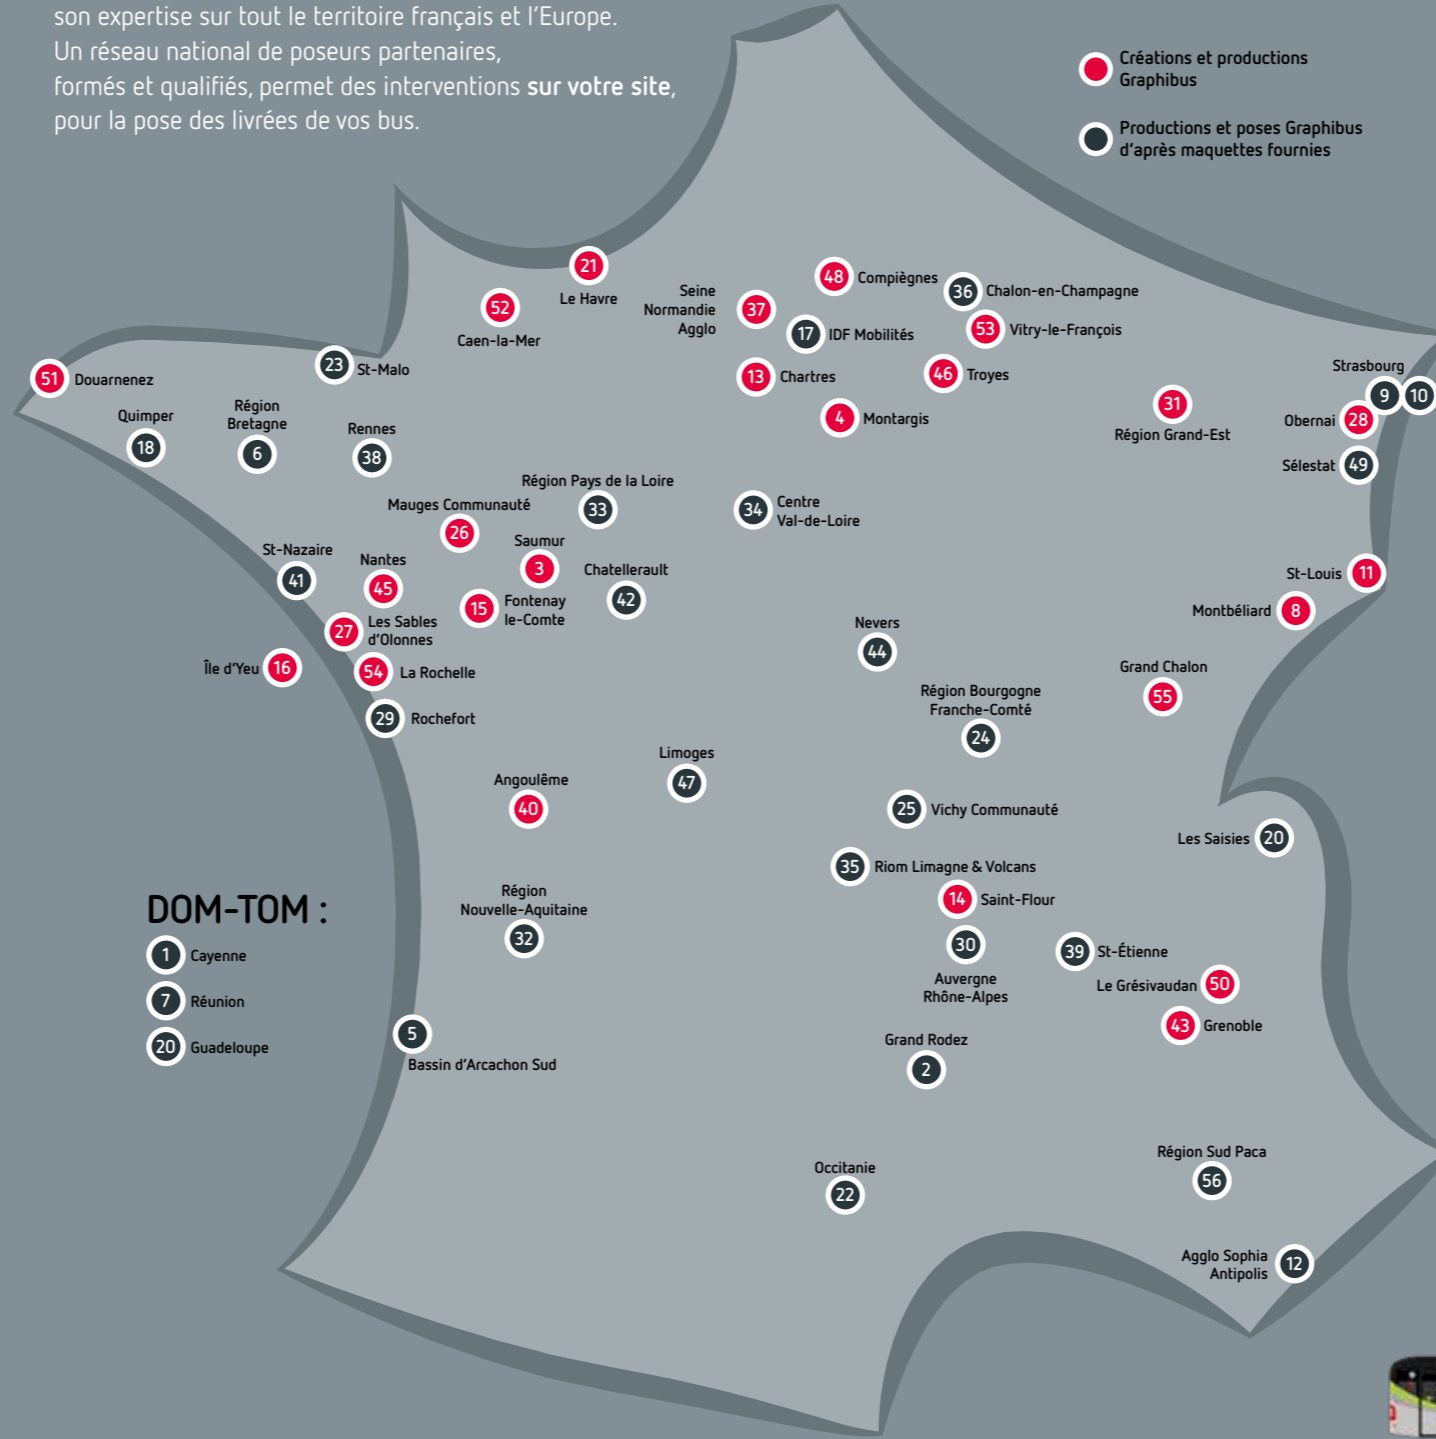 son expertise sur tout le territoire français et l'Europe.
Un réseau national de poseurs partenaires,
formés et qualifiés, permet des interventions sur votre site,
pour la pose des livrées de vos bus.
Créations et productions
Graphibus
Productions et poses Graphibus
d'après maquettes fournies
21
Le Havre
52
Caen-la-Mer
Seine
Normandie
Agglo
37
48 Compiègnes
36 Chalon-en-Champagne
17 IDF Mobilités
53 Vitry-le-François
51 Douarnenez
23 St-Malo
13 Chartres
46 Troyes
4 Montargis
31
Région Grand-Est
Strasbourg
9 10
Obernai 28
Sélestat 49
Quimper
18
Région
Bretagne
6
Rennes
38
Région Pays de la Loire
33
34 Centre
Val-de-Loire
Mauges Communauté
26
Saumur
3
St-Nazaire
41
Nantes
45
15 Fontenay
le-Comte
Chatellerault
42
St-Louis 11
Montbéliard 8
27 Les Sables
d'Olonnes
Île d'Yeu 16
54 La Rochelle
29 Rochefort
Nevers
44
Grand Chalon
55
Région Bourgogne
Franche-Comté
24
Limoges
47
Angoulême
40
25 Vichy Communauté
Les Saisies 20
35 Riom Limagne & Volcans
14 Saint-Flour
30
Auvergne
Rhône-Alpes
39 St-Étienne
Le Grésivaudan 50
43 Grenoble
Région
Nouvelle-Aquitaine
32
DOM-TOM :
1 Cayenne
7 Réunion
20 Guadeloupe
5
Bassin d'Arcachon Sud
Grand Rodez
2
Occitanie
22
Région Sud Paca
56
Agglo Sophia
Antipolis
12